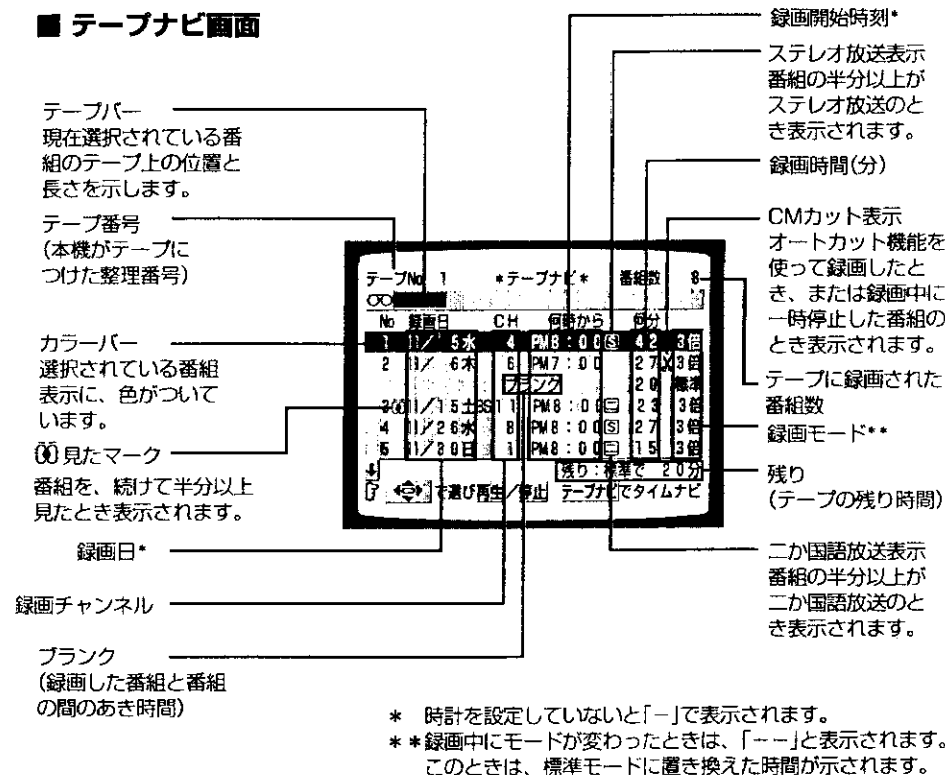 ■ テープナビ画面
テープバー
現在選択されている番
組のテープ上の位置と
長さを示します。
テープ番号
(本機がテープに
つけた整理番号)
カラーバー
選択されている番組
表示に、色がついて
います。
見たマーク
番組を、続けて半分以上
見たとき表示されます。
録画日*
録画チャンネル
ブランク
(録画した番組と番組
の間のあき時間)
テープNo 1 *テープナビ* 番組数 8
No 録画日 CH 何時から 何分
1 11/ 5水 4 PM8:00 S 42 3倍
2 11/ 6木 6 PM7:00 27X3倍
ブランク 20 標準
3 11/15土BS11 PM8:00 二 23 3倍
4 11/26水 8 PM8:00 S 27 3倍
5 11/30日 1 PM8:00 二 15 3倍
残り:標準で 20分
で選び再生/停止 テープナビでタイムナビ
録画開始時刻*
ステレオ放送表示
番組の半分以上が
ステレオ放送のと
き表示されます。
録画時間(分)
CMカット表示
オートカット機能を
使って録画したと
き、または録画中に
一時停止した番組の
とき表示されます。
テープに録画された
番組数
録画モード**
残り
(テープの残り時間)
二か国語放送表示
番組の半分以上が
二か国語放送のと
き表示されます。
* 時計を設定していないと「−」で表示されます。
**録画中にモードが変わったときは、「−−」と表示されます。
このときは、標準モードに置き換えた時間が示されます。